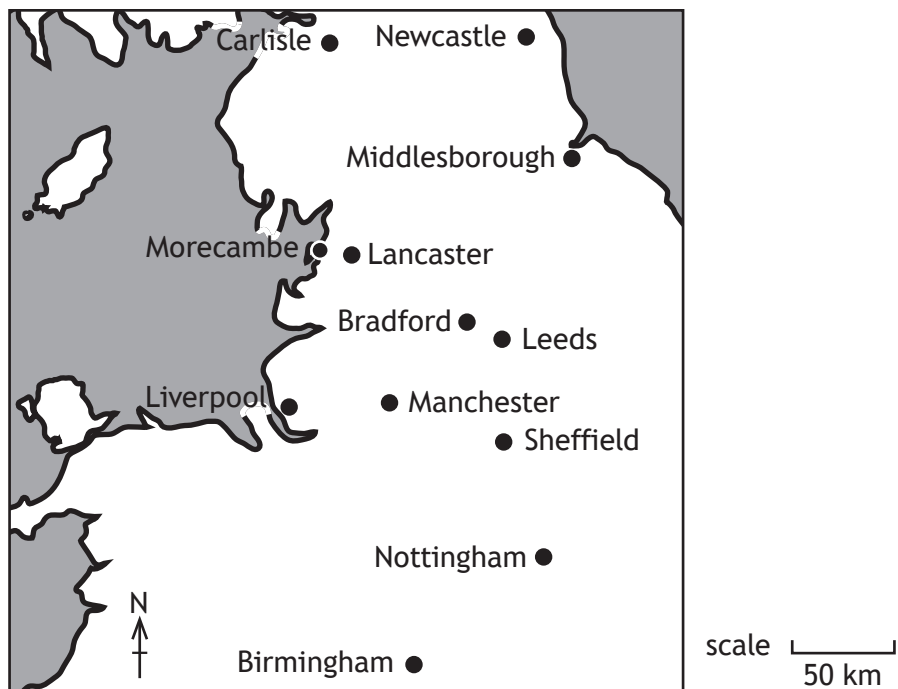 Carlisle
Newcastle
Middlesborough
Morecambe
Lancaster
Bradford
Leeds
Liverpool
Manchester
Sheffield
Nottingham
N
Birmingham
scale
50 km